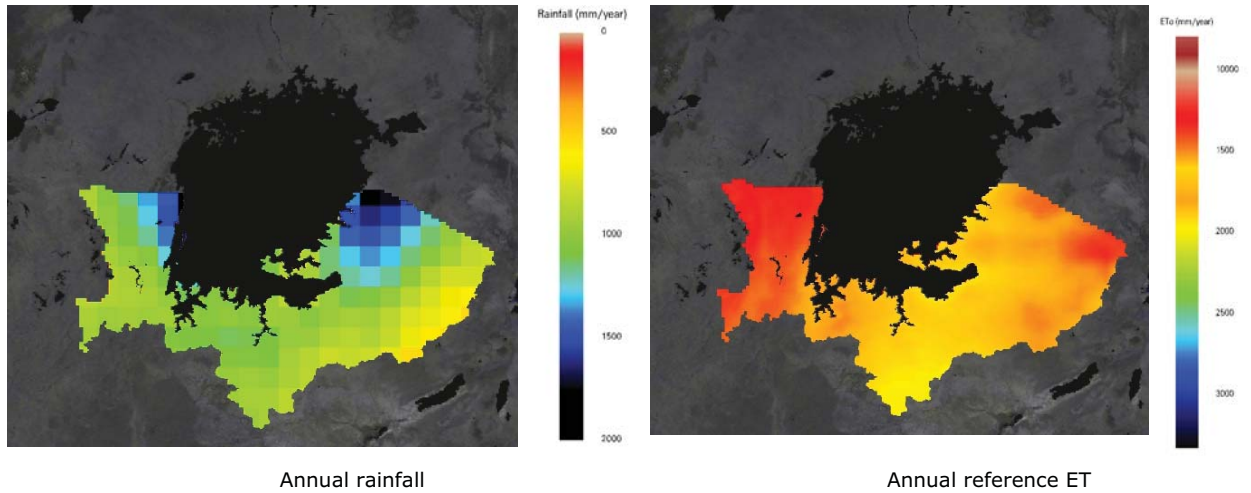 Rainfall (mm/year)
0
500
1000
1500
2000
Annual rainfall
ETo (mm/year)
10000
1500
2000
2500
3000
Annual reference ET